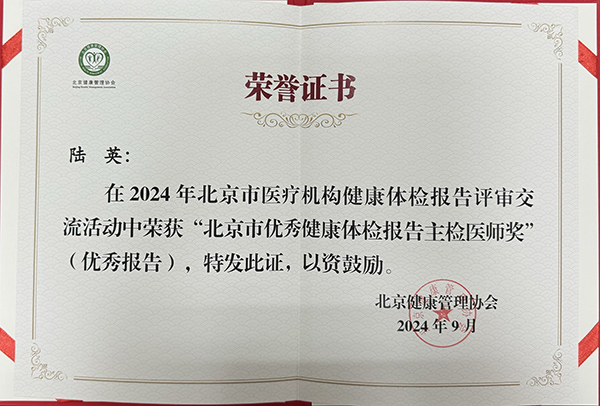 北京健康管理协会
Beijing Health Management Association
荣誉证书
陆 英：
在2024年北京市医疗机构健康体检报告评审交
流活动中荣获“北京市优秀健康体检报告主检医师奖”
（优秀报告），特发此证，以资鼓励。
北京健康管理协会
2024年9月